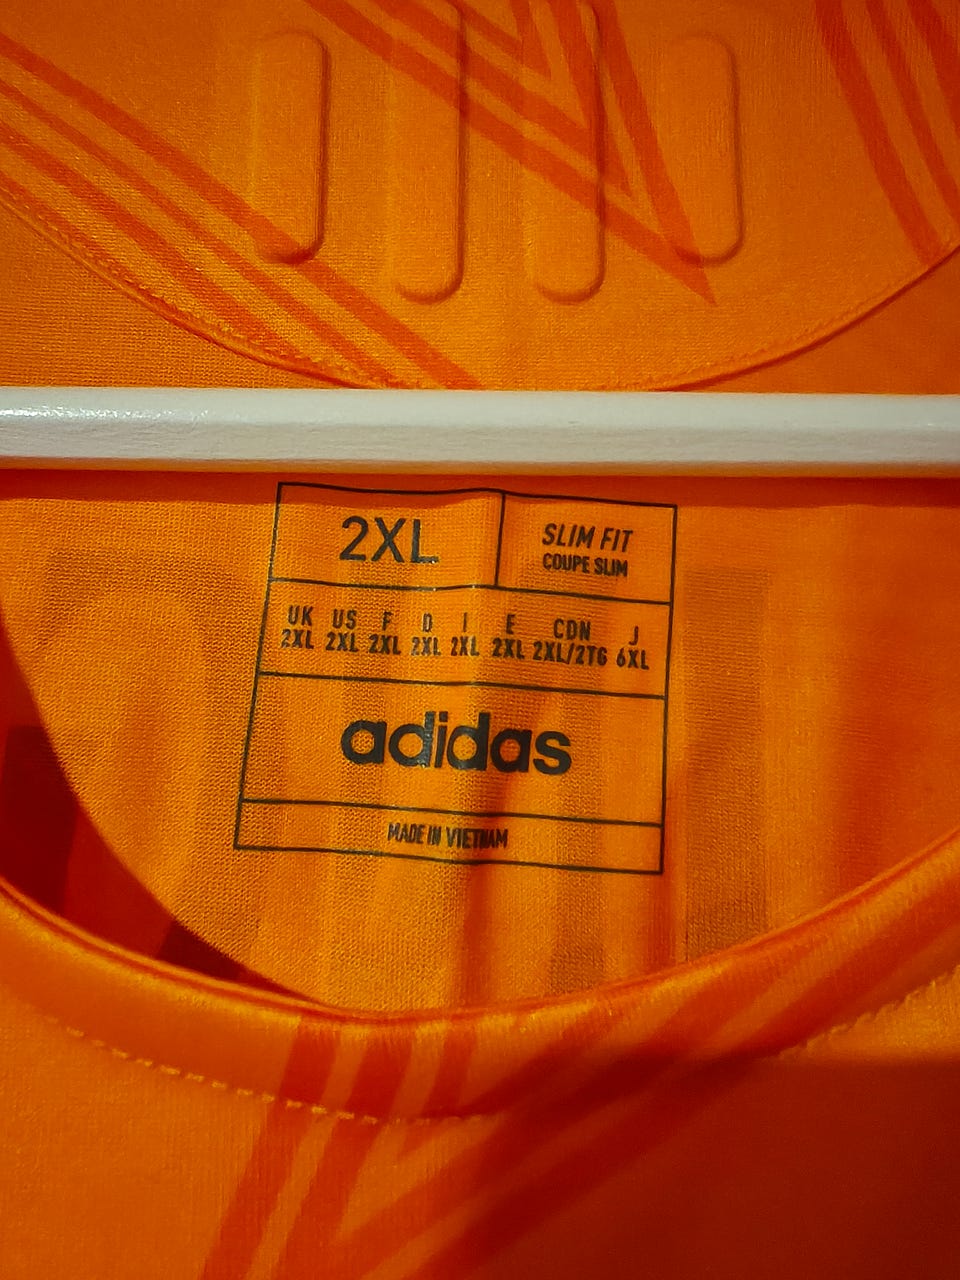 2XL
SLIM FIT
COUPE SLIM
UK US F D I E CDN J
2XL 2XL 2XL 2XL 2XL 2XL 2XL/2TG 6XL
adidas
MADE IN VIETNAM